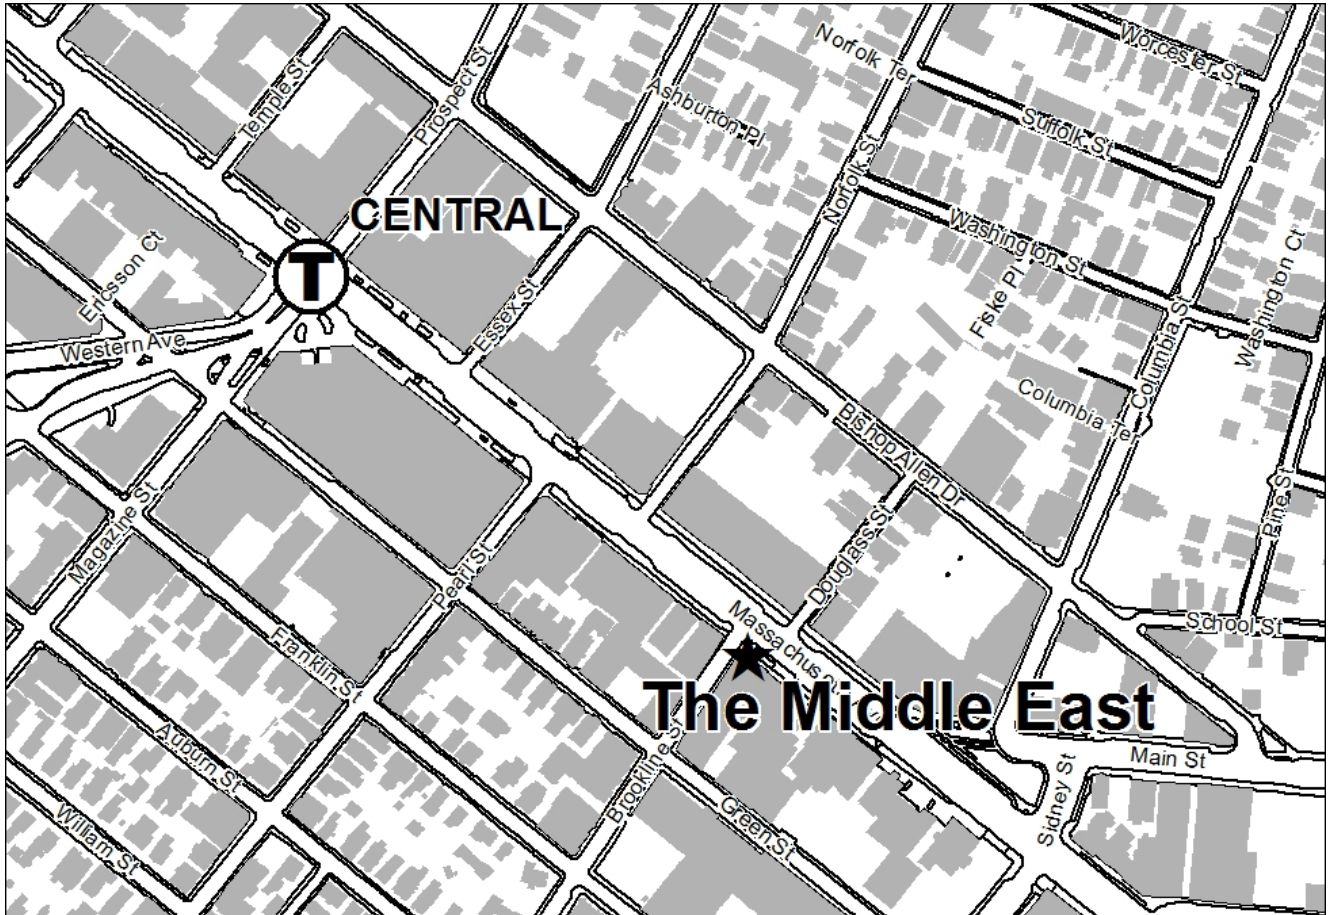 Worcester St
Norfolk Ter
Temple St
Prospect St
Ashburton Pl
Suffolk St
Norfolk St
CENTRAL
Washington St
T
Ericsson Ct
Essex St
Fiske Pl
Washington Ct
Western Ave
Columbia St
Columbia Ter
Bishop Allen Dr
Magazine St
Pearl St
Douglass St
Pine St
Massachus
School St
Franklin St
The Middle East
Auburn St
Brookline S
Main St
Sidney St
William St
Green St